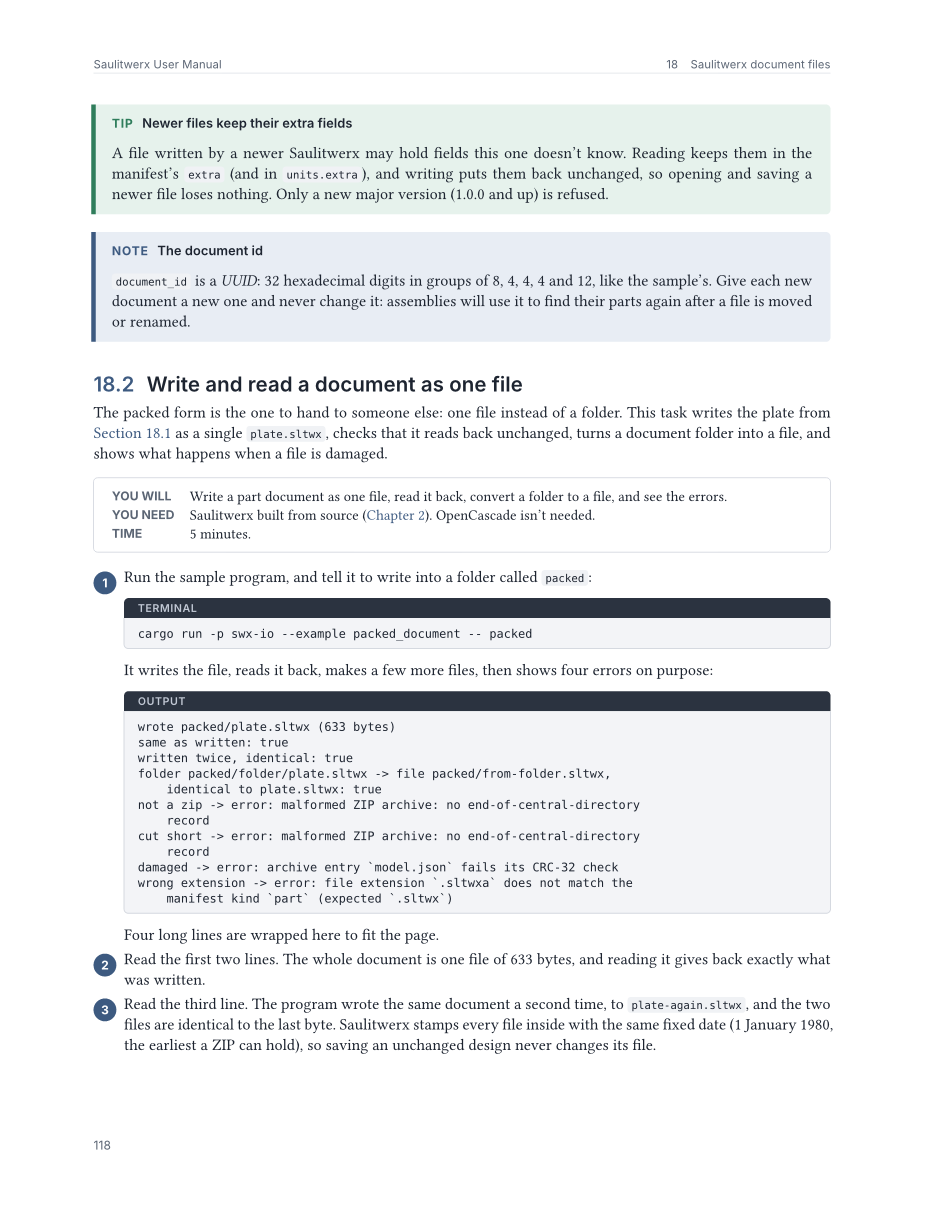 Saulitwerx User Manual
18 Saulitwerx document files
TIP Newer files keep their extra fields
A file written by a newer Saulitwerx may hold fields this one doesn’t know. Reading keeps them in the
manifest’s extra (and in units.extra), and writing puts them back unchanged, so opening and saving a
newer file loses nothing. Only a new major version (1.0.0 and up) is refused.
NOTE The document id
document_id is a UUID: 32 hexadecimal digits in groups of 8, 4, 4, 4 and 12, like the sample’s. Give each new
document a new one and never change it: assemblies will use it to find their parts again after a file is moved
or renamed.
18.2 Write and read a document as one file
The packed form is the one to hand to someone else: one file instead of a folder. This task writes the plate from
Section 18.1 as a single plate.sltwx, checks that it reads back unchanged, turns a document folder into a file, and
shows what happens when a file is damaged.
YOU WILL Write a part document as one file, read it back, convert a folder to a file, and see the errors.
YOU NEED Saulitwerx built from source (Chapter 2). OpenCascade isn’t needed.
TIME 5 minutes.
1 Run the sample program, and tell it to write into a folder called packed:
TERMINAL
cargo run -p swx-io --example packed_document -- packed
It writes the file, reads it back, makes a few more files, then shows four errors on purpose:
OUTPUT
wrote packed/plate.sltwx (633 bytes)
same as written: true
written twice, identical: true
folder packed/folder/plate.sltwx -> file packed/from-folder.sltwx,
    identical to plate.sltwx: true
not a zip -> error: malformed ZIP archive: no end-of-central-directory
    record
cut short -> error: malformed ZIP archive: no end-of-central-directory
    record
damaged -> error: archive entry `model.json` fails its CRC-32 check
wrong extension -> error: file extension `.sltwxa` does not match the
    manifest kind `part` (expected `.sltwx`)
Four long lines are wrapped here to fit the page.
2 Read the first two lines. The whole document is one file of 633 bytes, and reading it gives back exactly what
was written.
3 Read the third line. The program wrote the same document a second time, to plate-again.sltwx, and the two
files are identical to the last byte. Saulitwerx stamps every file inside with the same fixed date (1 January 1980,
the earliest a ZIP can hold), so saving an unchanged design never changes its file.
118